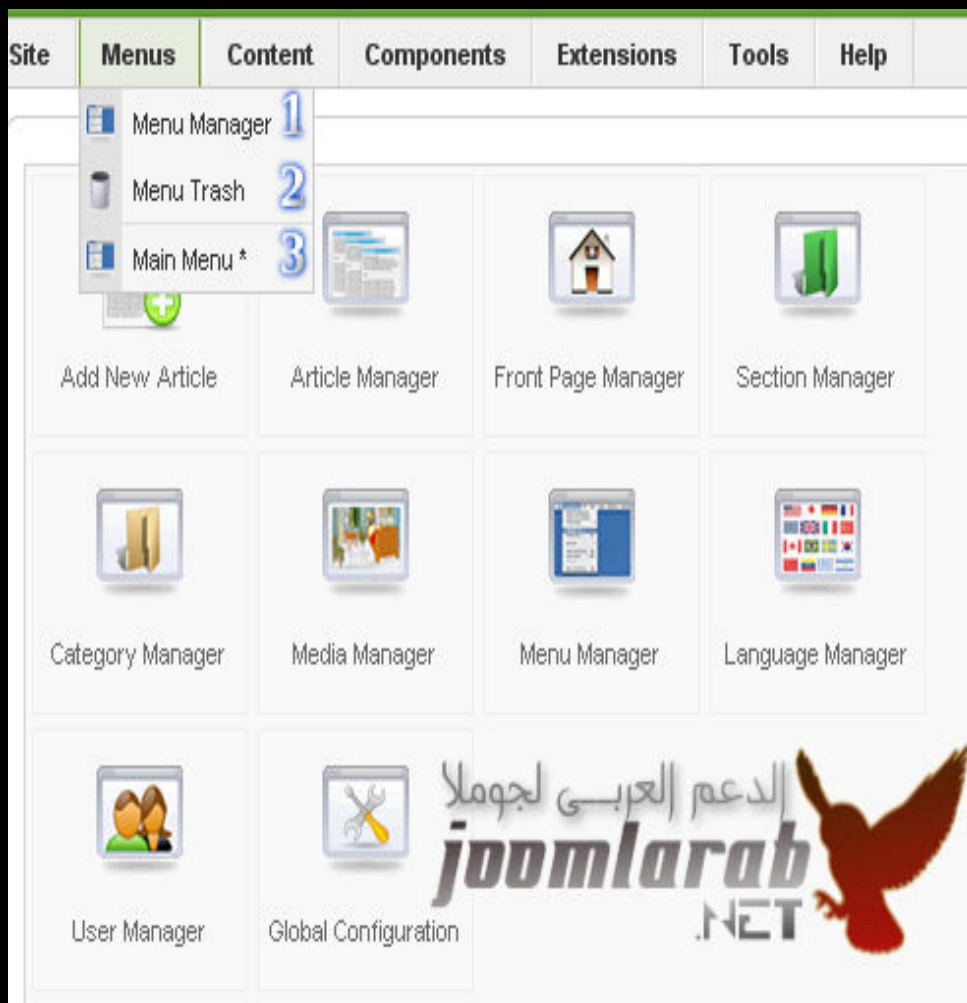 Site Menus Content Components Extensions Tools Help
Menu Manager 1
Menu Trash 2
Main Menu * 3
Add New Article Article Manager Front Page Manager Section Manager
Category Manager Media Manager Menu Manager Language Manager
User Manager Global Configuration
الدعم العربـــى لجوملا
joomlarab
.NET